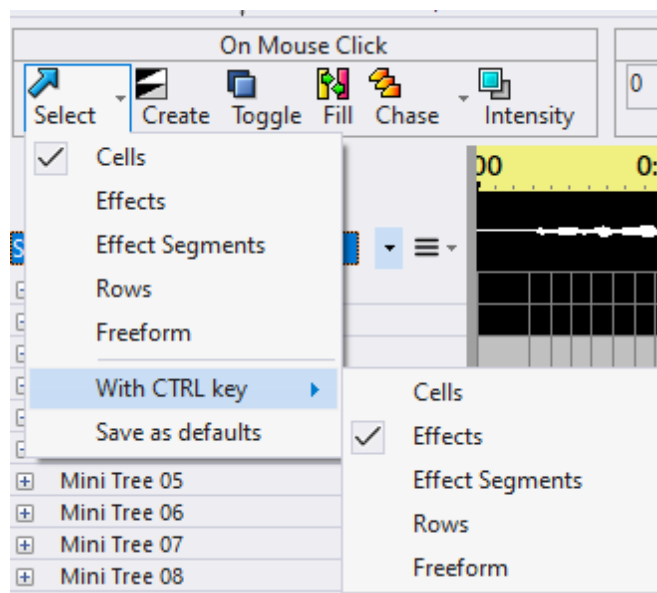 On Mouse Click
Select Create Toggle Fill Chase Intensity
0
Cells
Effects
Effect Segments
Rows
Freeform
With CTRL key
Save as defaults
00 0:
S
Cells
Effects
Effect Segments
Rows
Freeform
Mini Tree 05
Mini Tree 06
Mini Tree 07
Mini Tree 08